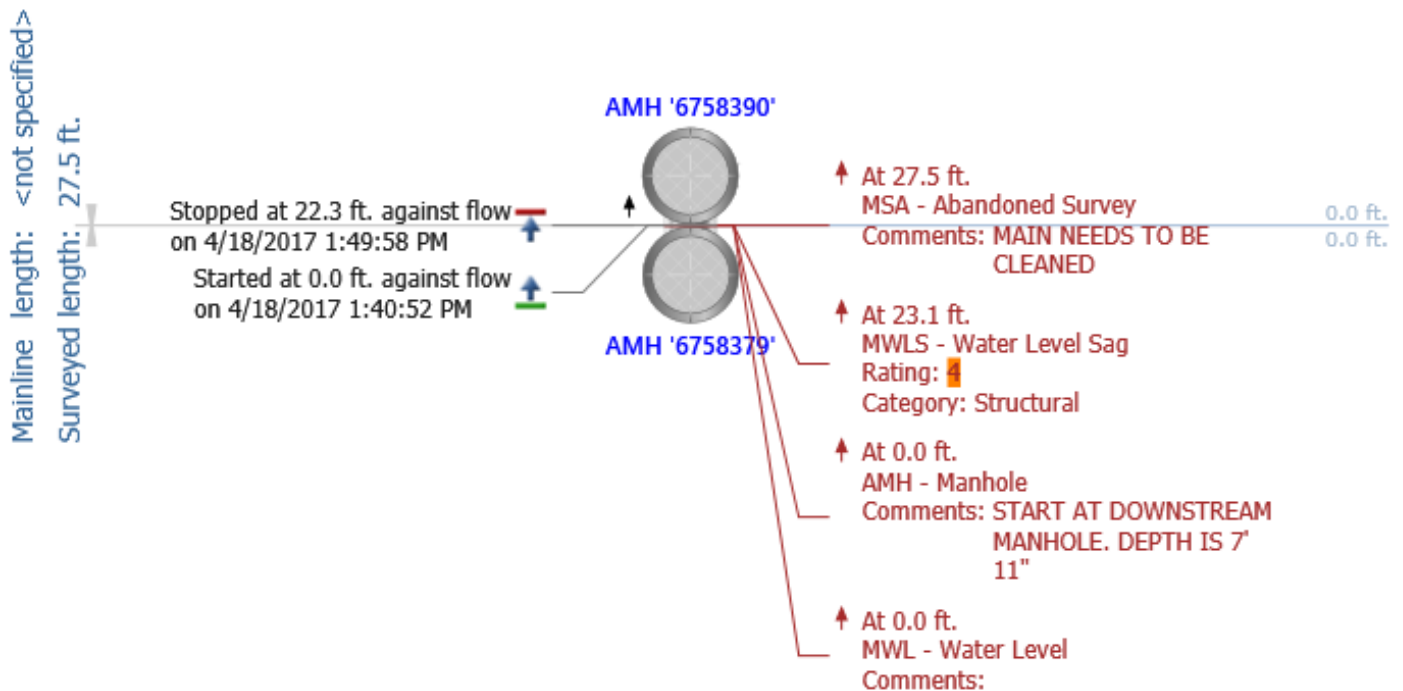 Mainline length: <not specified>
Surveyed length: 27.5 ft.
AMH '6758390'
Stopped at 22.3 ft. against flow
on 4/18/2017 1:49:58 PM
Started at 0.0 ft. against flow
on 4/18/2017 1:40:52 PM
AMH '6758379'
At 27.5 ft.
MSA - Abandoned Survey
Comments: MAIN NEEDS TO BE
CLEANED
0.0 ft.
0.0 ft.
At 23.1 ft.
MWLS - Water Level Sag
Rating: 4
Category: Structural
At 0.0 ft.
AMH - Manhole
Comments: START AT DOWNSTREAM
MANHOLE. DEPTH IS 7'
11"
At 0.0 ft.
MWL - Water Level
Comments: